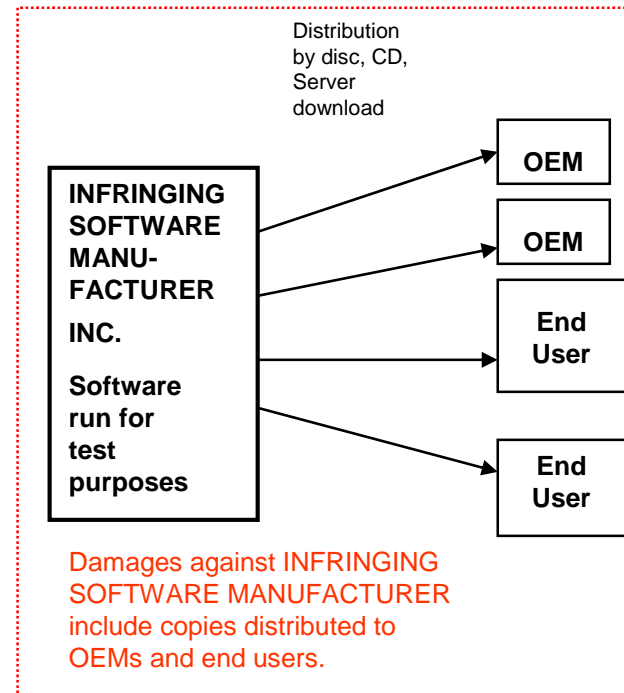 Distribution
by disc, CD,
Server
download
OEM
INFRINGING
SOFTWARE
MANU-
FACTURER
INC.
Software
run for
test
purposes
OEM
End
User
End
User
Damages against INFRINGING
SOFTWARE MANUFACTURER
include copies distributed to
OEMs and end users.